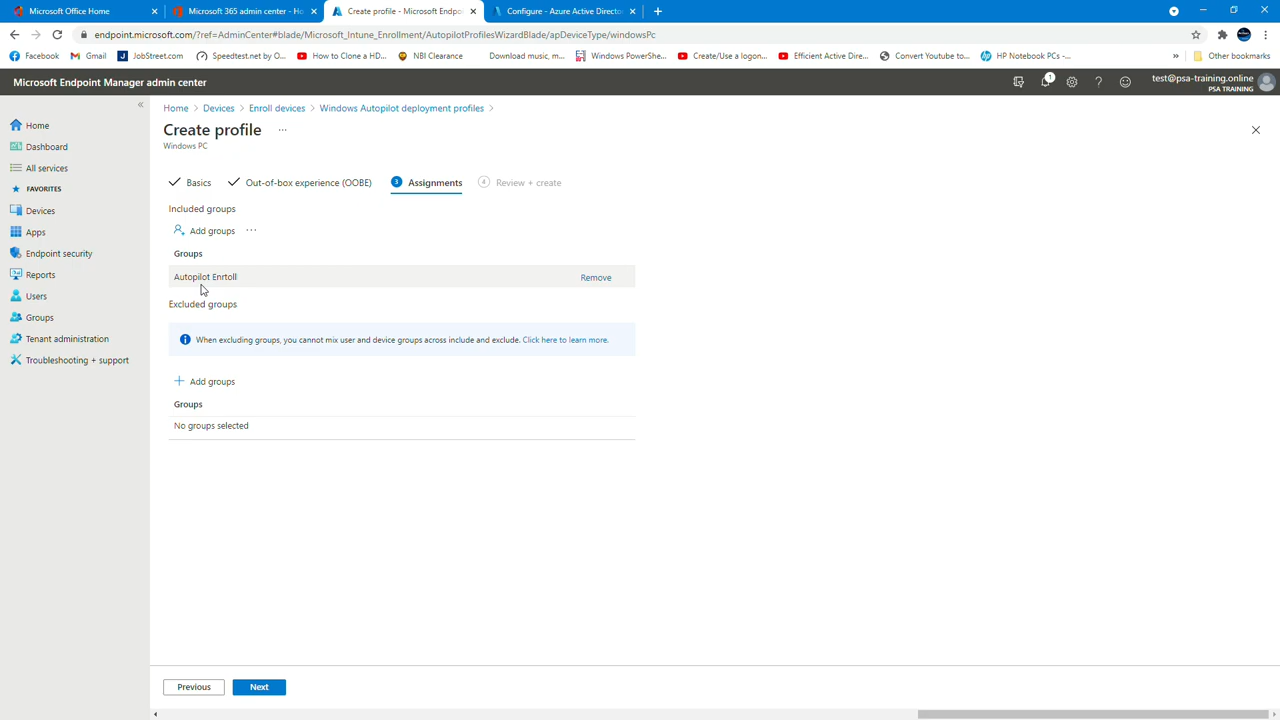 Microsoft Office Home
Microsoft 365 admin center - Ho
Create profile - Microsoft Endpoi
Configure - Azure Active Director
endpoint.microsoft.com/?ref=AdminCenter#blade/Microsoft_Intune_Enrollment/AutopilotProfilesWizardBlade/apDeviceType/windowsPc
Facebook
Gmail
JobStreet.com
Speedtest.net by O...
How to Clone a HD...
NBI Clearance
Download music, m...
Windows PowerShe...
Create/Use a logon...
Efficient Active Dire...
Convert Youtube to...
HP Notebook PCs -...
»
Other bookmarks
Microsoft Endpoint Manager admin center
1
test@psa-training.online
PSA TRAINING
Home > Devices > Enroll devices > Windows Autopilot deployment profiles >
Create profile ...
Windows PC
Home
Dashboard
All services
FAVORITES
Devices
Apps
Endpoint security
Reports
Users
Groups
Tenant administration
Troubleshooting + support
Basics
Out-of-box experience (OOBE)
3 Assignments
4 Review + create
Included groups
Add groups ...
Groups
Autopilot Enrtoll
Remove
Excluded groups
When excluding groups, you cannot mix user and device groups across include and exclude. Click here to learn more.
+ Add groups
Groups
No groups selected
Previous
Next